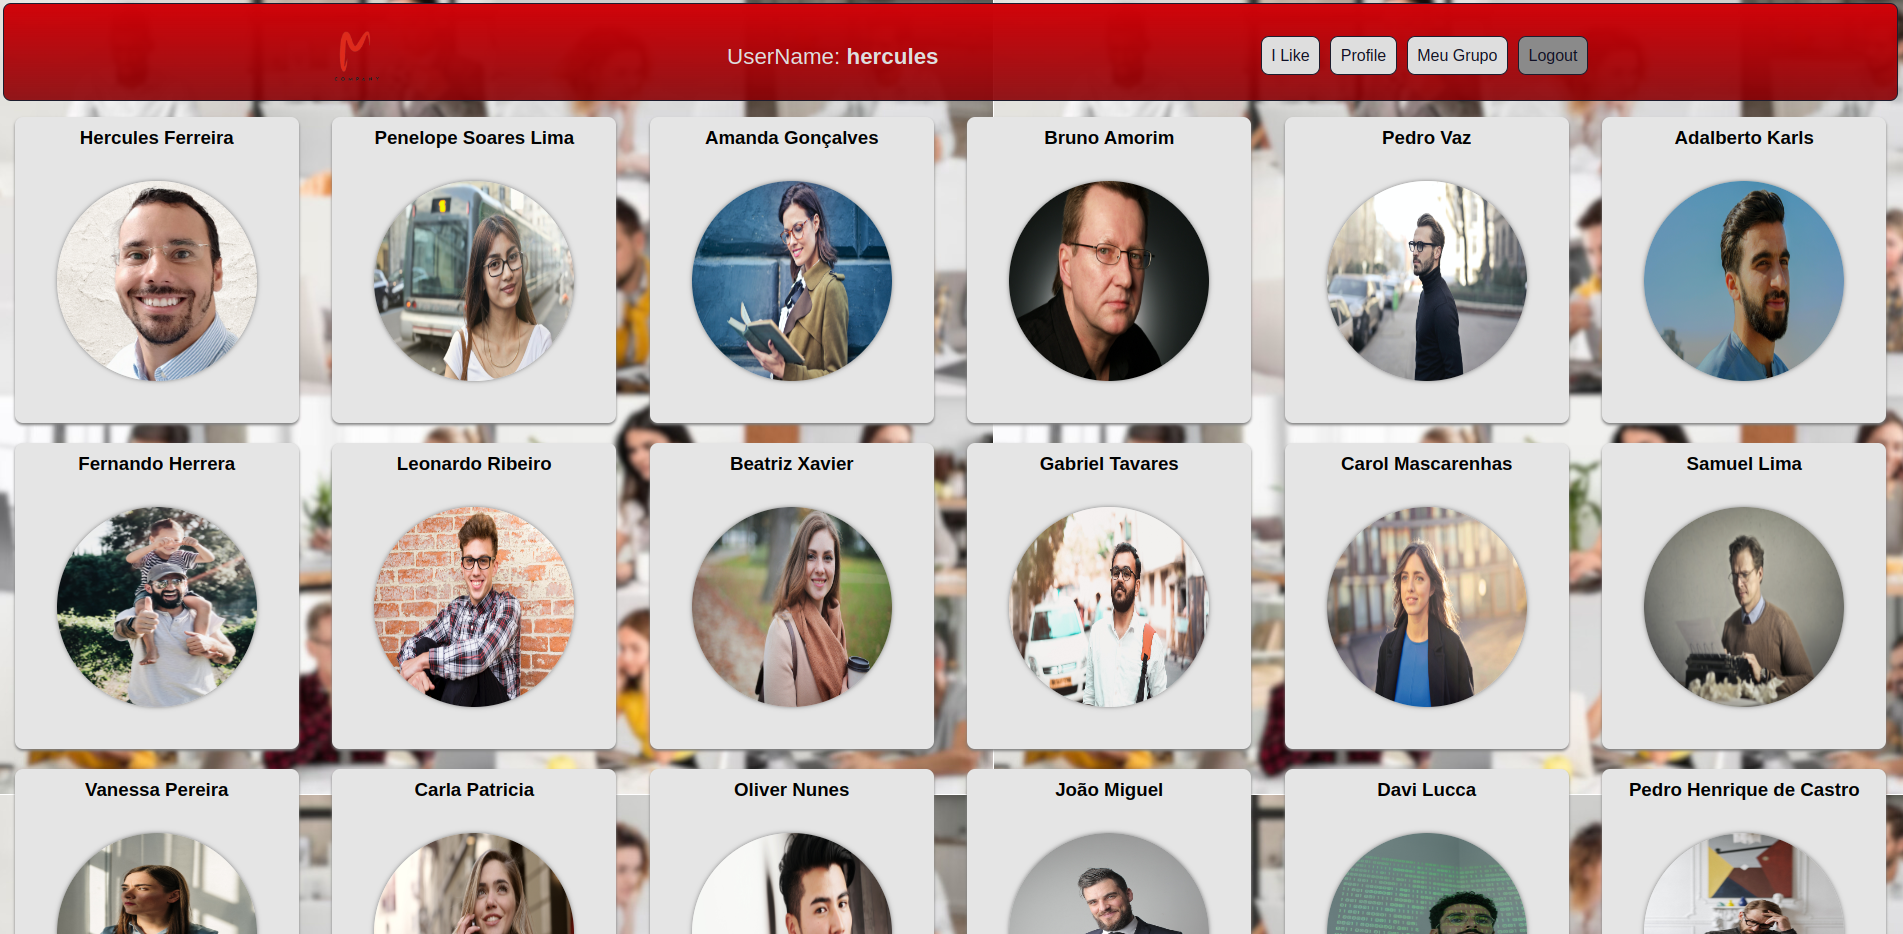 UserName: hercules
I Like
Profile
Meu Grupo
Logout
Hercules Ferreira
Penelope Soares Lima
Amanda Gonçalves
Bruno Amorim
Pedro Vaz
Adalberto Karls
Fernando Herrera
Leonardo Ribeiro
Beatriz Xavier
Gabriel Tavares
Carol Mascarenhas
Samuel Lima
Vanessa Pereira
Carla Patricia
Oliver Nunes
João Miguel
Davi Lucca
Pedro Henrique de Castro